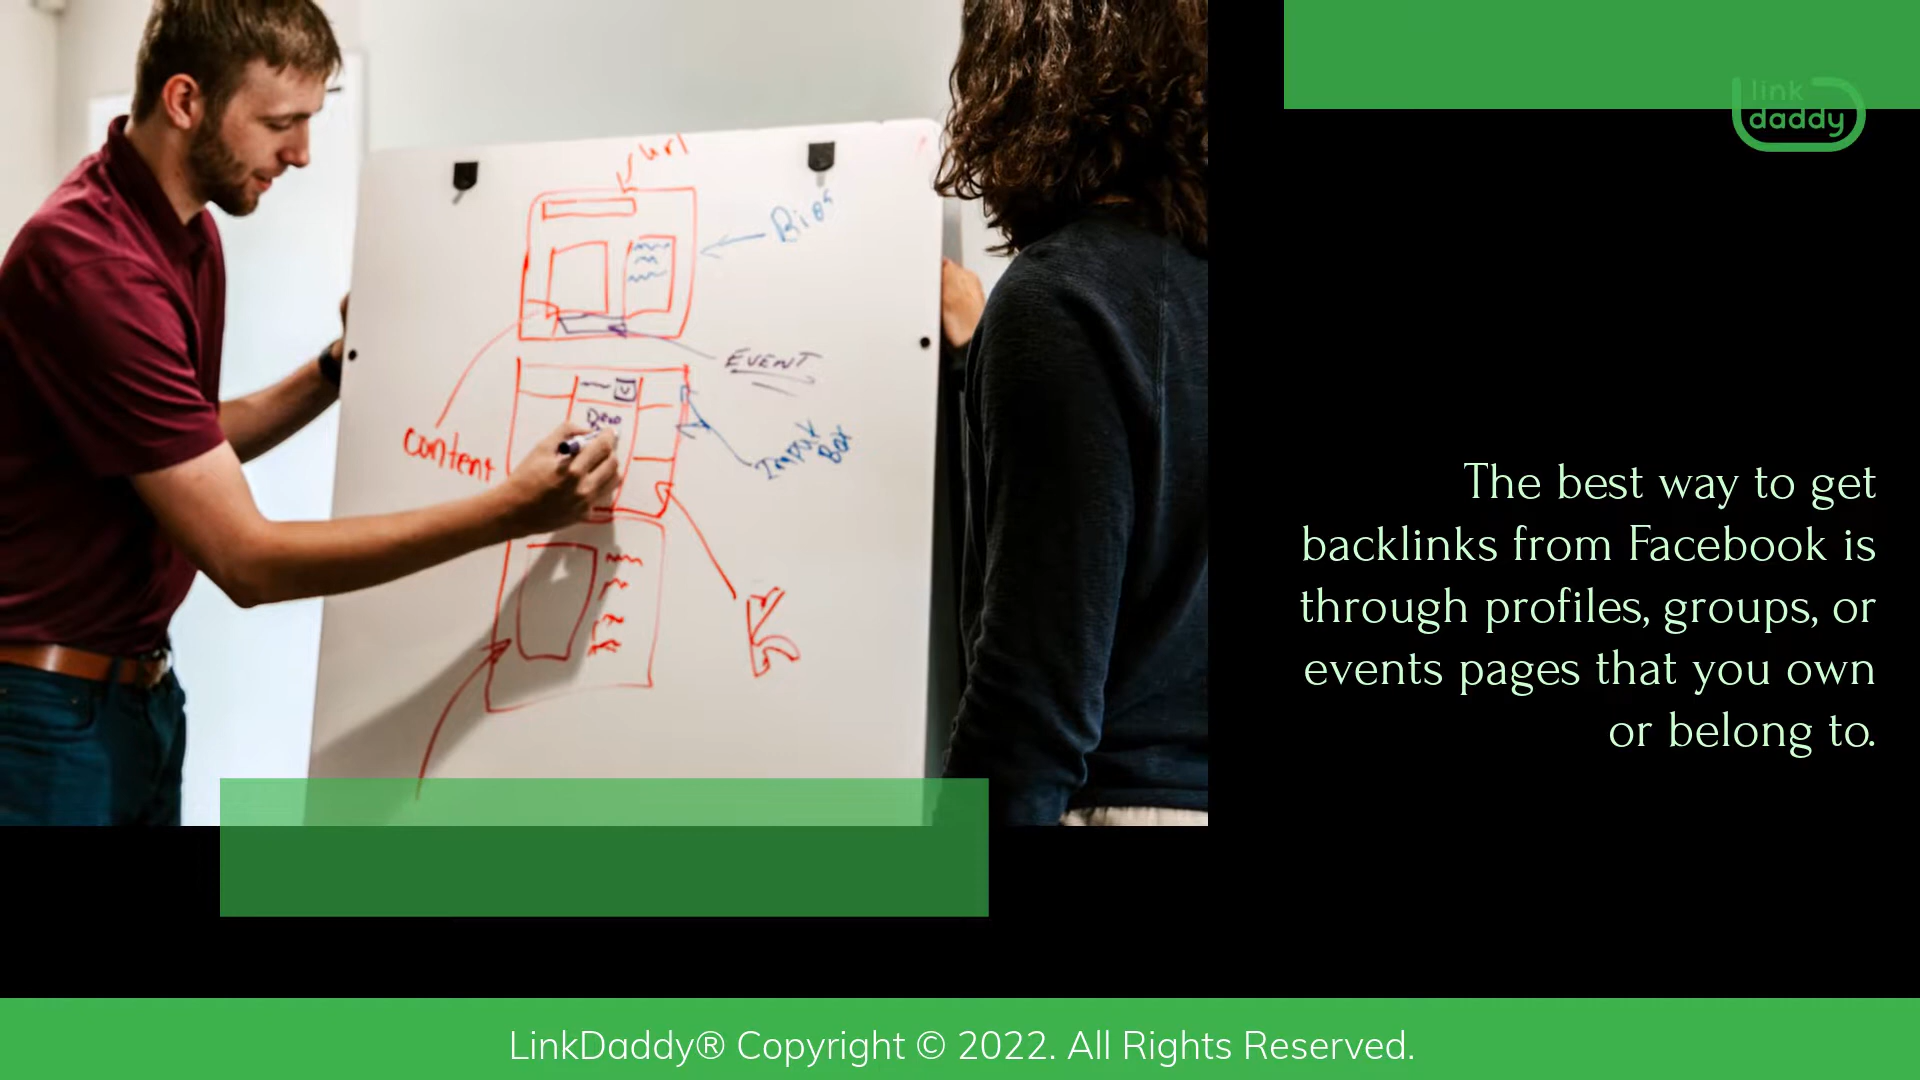 link
daddy
url
Bios
EVENT
content
Input
Box
The best way to get
backlinks from Facebook is
through profiles, groups, or
events pages that you own
or belong to.
LinkDaddy® Copyright © 2022. All Rights Reserved.